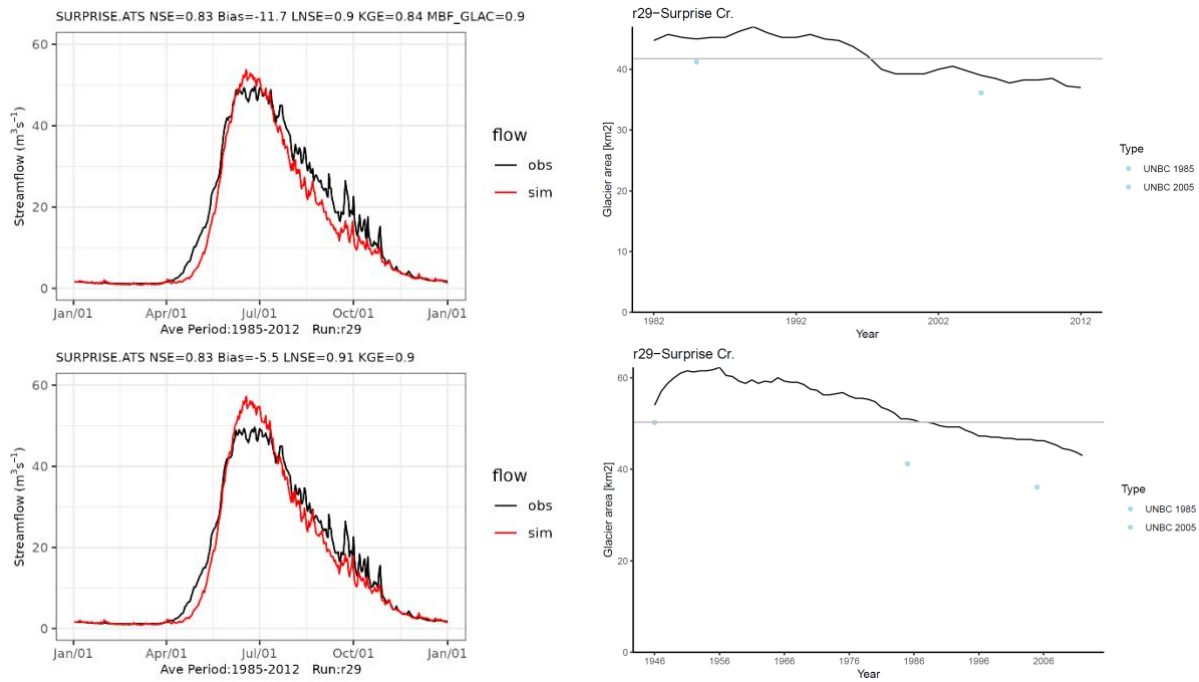 SURPRISE.ATS NSE=0.83 Bias=-11.7 LNSE=0.9 KGE=0.84 MBF_GLAC=0.9
60
40
20
0
Streamflow (m³s⁻¹)
Jan/01 Apr/01 Jul/01 Oct/01 Jan/01
Ave Period:1985-2012 Run:r29
flow
obs
sim
r29-Surprise Cr.
40
30
20
10
0
Glacier area [km2]
1982 1992 2002 2012
Year
Type
UNBC 1985
UNBC 2005
SURPRISE.ATS NSE=0.83 Bias=-5.5 LNSE=0.91 KGE=0.9
60
40
20
0
Streamflow (m³s⁻¹)
Jan/01 Apr/01 Jul/01 Oct/01 Jan/01
Ave Period:1985-2012 Run:r29
flow
obs
sim
r29-Surprise Cr.
60
40
20
0
Glacier area [km2]
1946 1956 1966 1976 1986 1996 2006
Year
Type
UNBC 1985
UNBC 2005